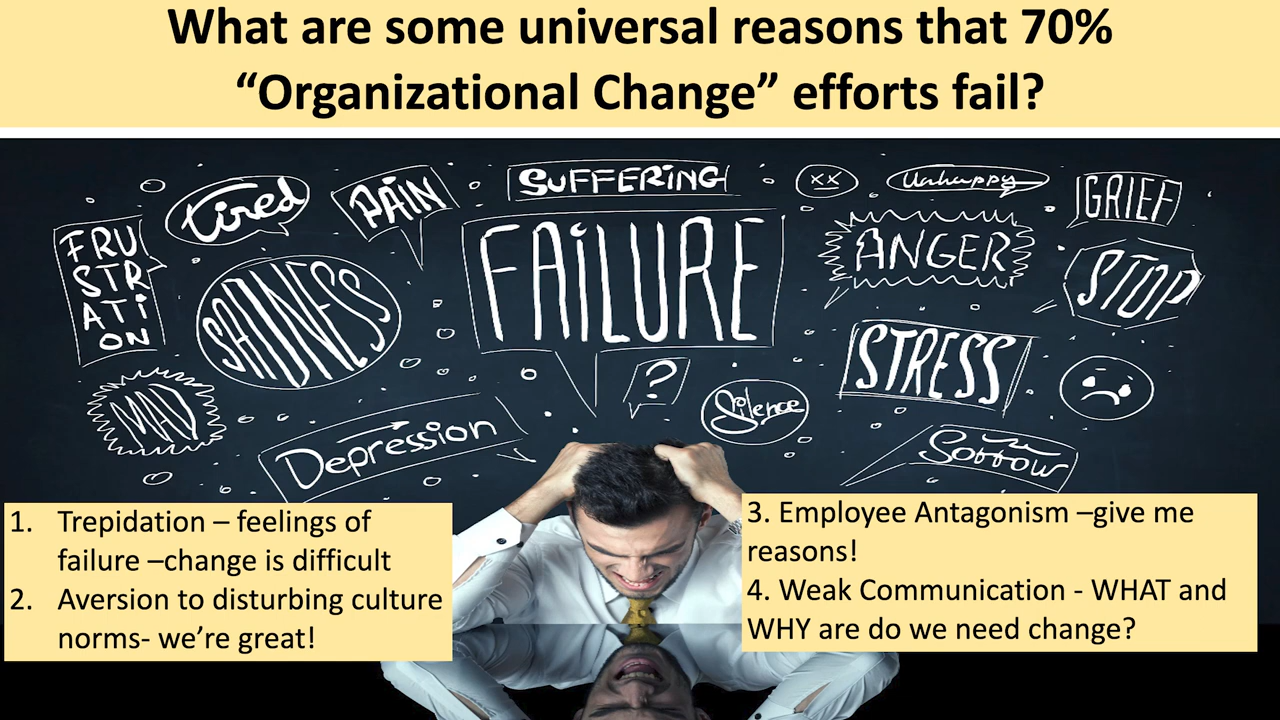 What are some universal reasons that 70%
“Organizational Change” efforts fail?
tired
PAIN
SUFFERING
xx
Unhappy
GRIEF
FRU
STR
ATi
ON
SADNESS
FAiLURE
ANGER
STOP
MAD
?
Silence
STRESS
Depression
Sorrow
1. Trepidation – feelings of
failure –change is difficult
2. Aversion to disturbing culture
norms- we’re great!
3. Employee Antagonism –give me
reasons!
4. Weak Communication - WHAT and
WHY are do we need change?